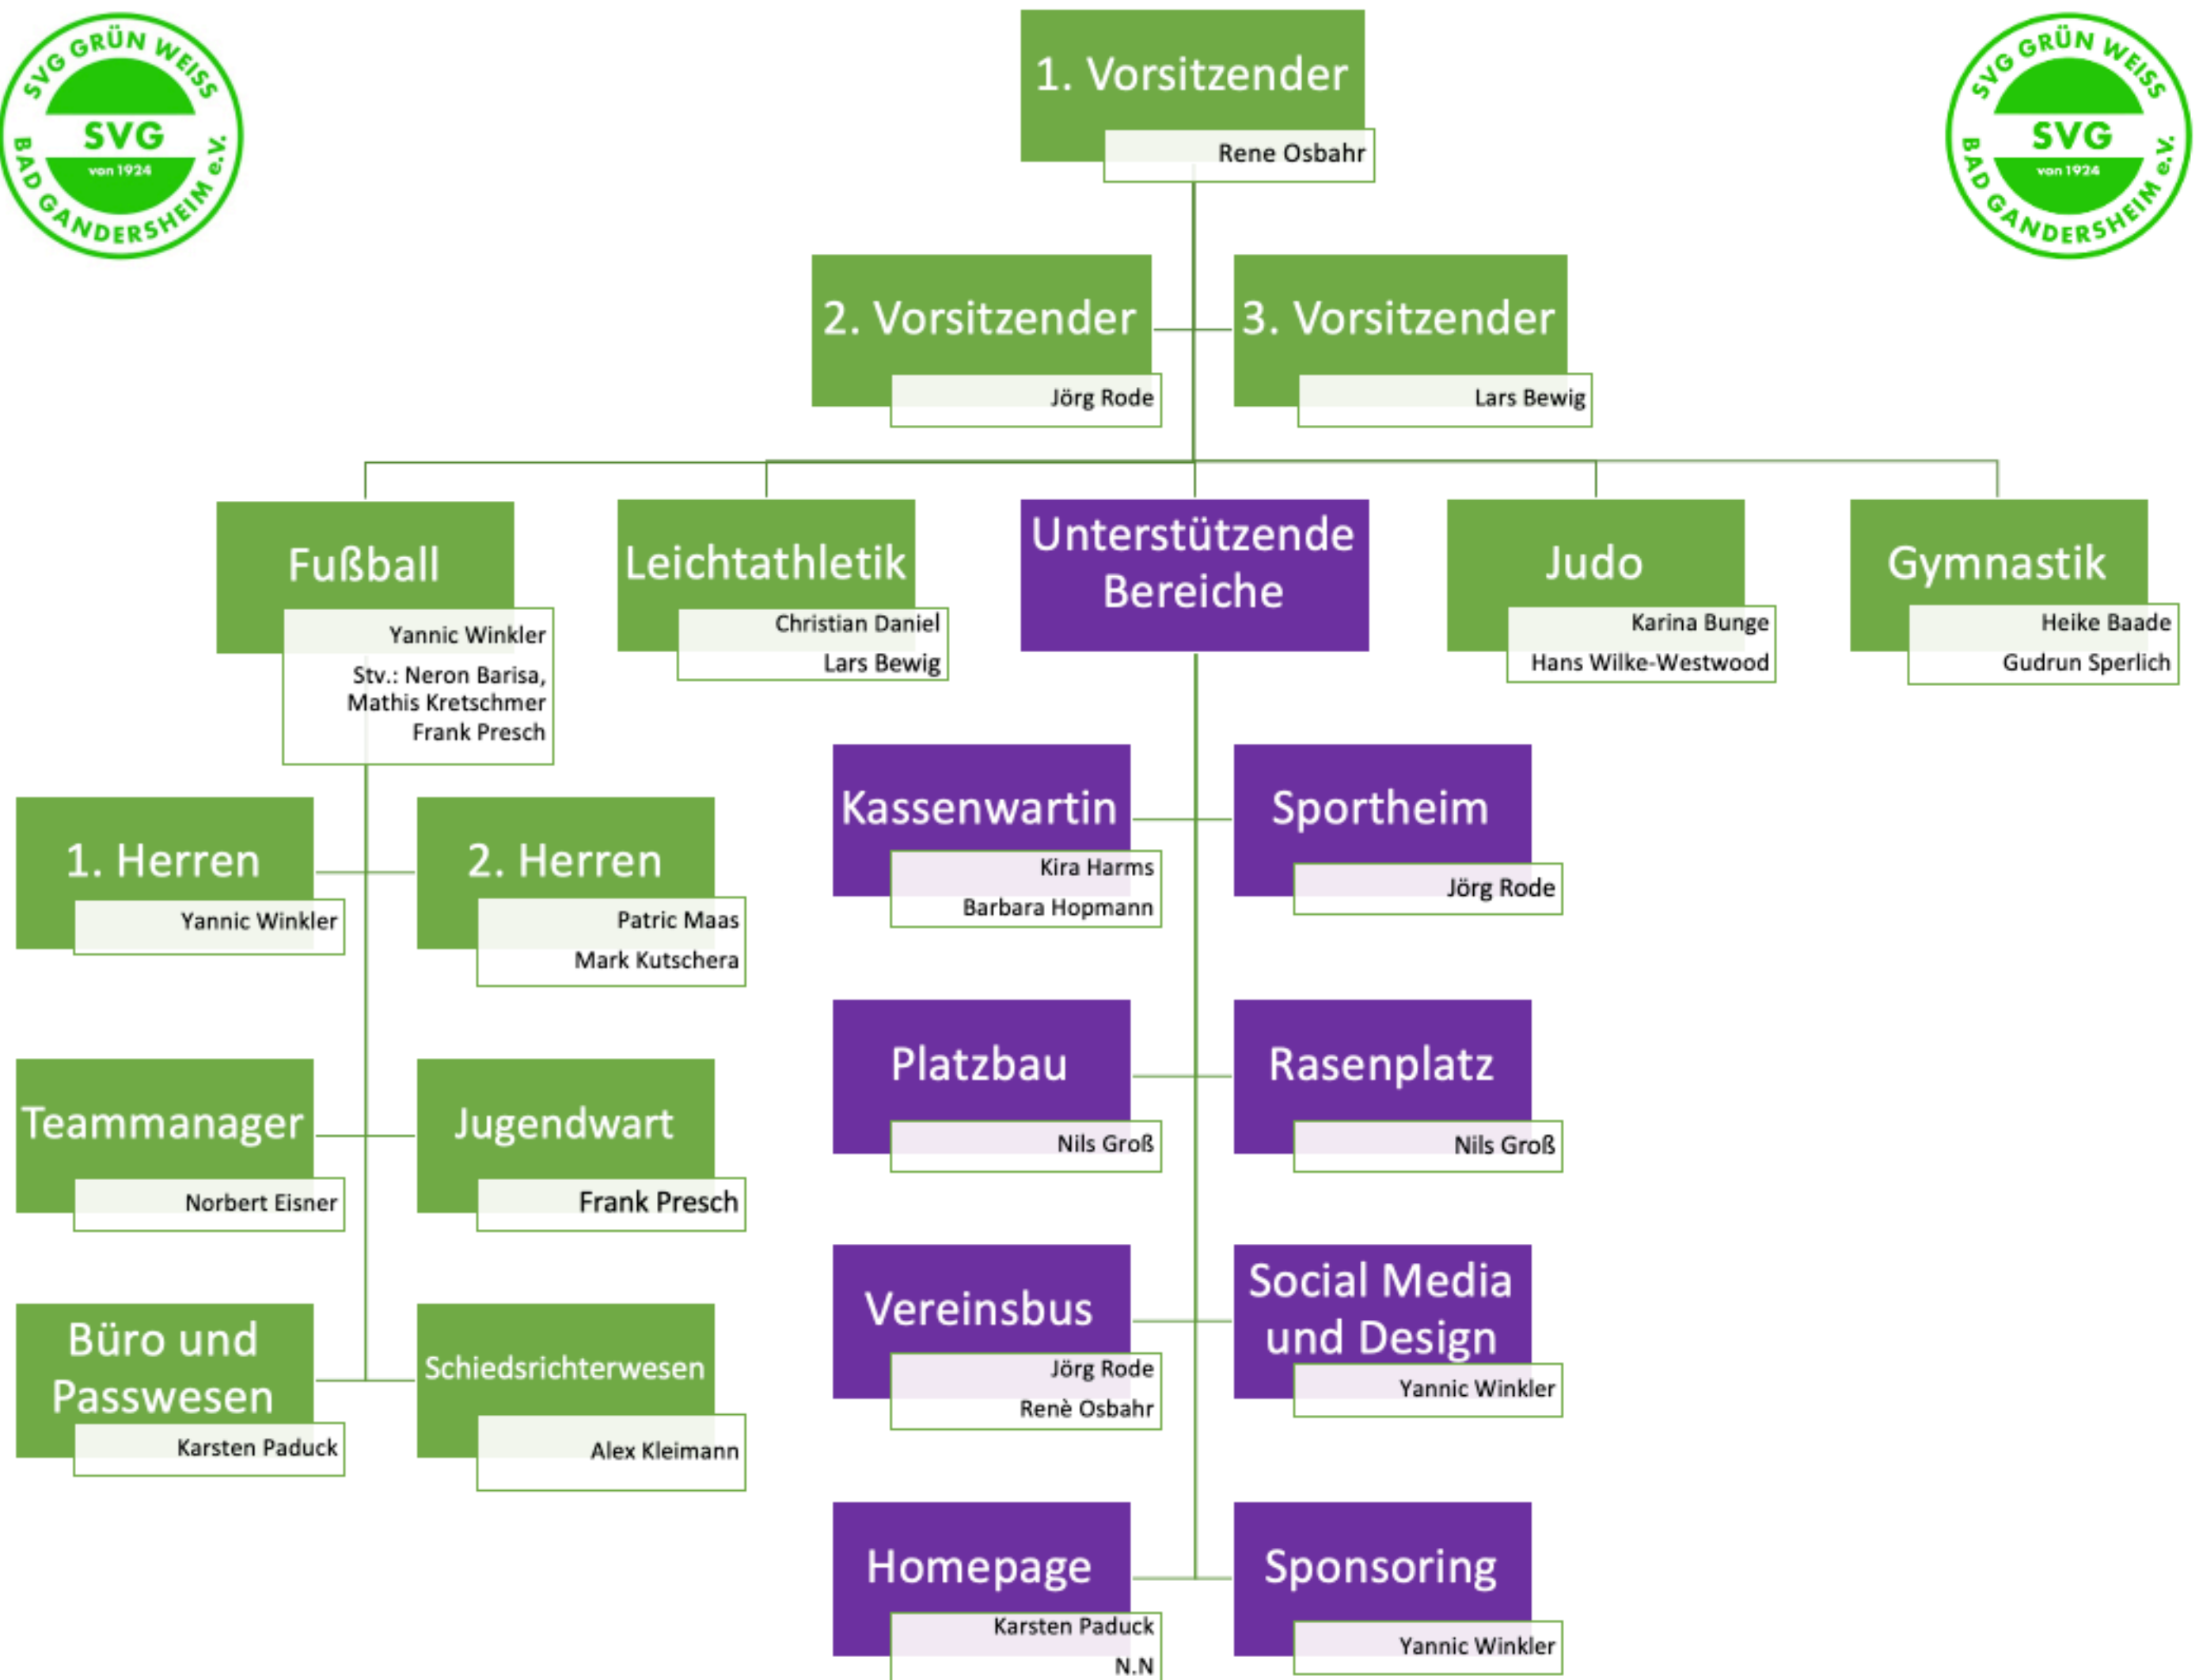 SVG GRÜN WEISS
SVG
von 1924
BAD GANDERSHEIM e.V.
1. Vorsitzender
Rene Osbahr
SVG GRÜN WEISS
SVG
von 1924
BAD GANDERSHEIM e.V.
2. Vorsitzender
Jörg Rode
3. Vorsitzender
Lars Bewig
Fußball
Yannic Winkler
Stv.: Neron Barisa,
Mathis Kretschmer
Frank Presch
Leichtathletik
Christian Daniel
Lars Bewig
Unterstützende
Bereiche
Judo
Karina Bunge
Hans Wilke-Westwood
Gymnastik
Heike Baade
Gudrun Sperlich
1. Herren
Yannic Winkler
2. Herren
Patric Maas
Mark Kutschera
Teammanager
Norbert Eisner
Jugendwart
Frank Presch
Büro und
Passwesen
Karsten Paduck
Schiedsrichterwesen
Alex Kleimann
Kassenwartin
Kira Harms
Barbara Hopmann
Sportheim
Jörg Rode
Platzbau
Nils Groß
Rasenplatz
Nils Groß
Vereinsbus
Jörg Rode
Renè Osbahr
Social Media
und Design
Yannic Winkler
Homepage
Karsten Paduck
N.N
Sponsoring
Yannic Winkler